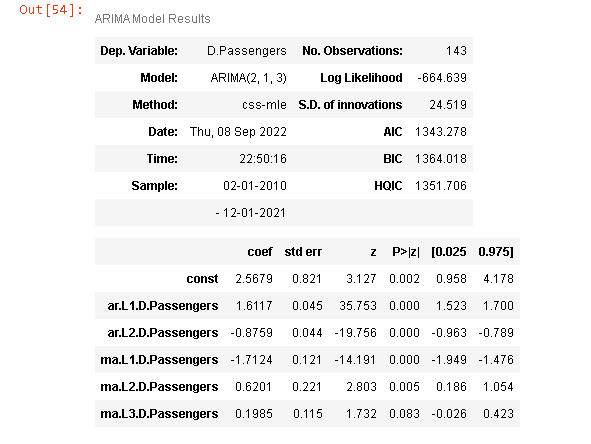 Out[54]: ARIMA Model Results
Dep. Variable: D.Passengers No. Observations: 143
Model: ARIMA(2, 1, 3) Log Likelihood -664.639
Method: css-mle S.D. of innovations 24.519
Date: Thu, 08 Sep 2022 AIC 1343.278
Time: 22:50:16 BIC 1364.018
Sample: 02-01-2010 HQIC 1351.706
- 12-01-2021
coef std err z P>|z| [0.025 0.975]
const 2.5679 0.821 3.127 0.002 0.958 4.178
ar.L1.D.Passengers 1.6117 0.045 35.753 0.000 1.523 1.700
ar.L2.D.Passengers -0.8759 0.044 -19.756 0.000 -0.963 -0.789
ma.L1.D.Passengers -1.7124 0.121 -14.191 0.000 -1.949 -1.476
ma.L2.D.Passengers 0.6201 0.221 2.803 0.005 0.186 1.054
ma.L3.D.Passengers 0.1985 0.115 1.732 0.083 -0.026 0.423